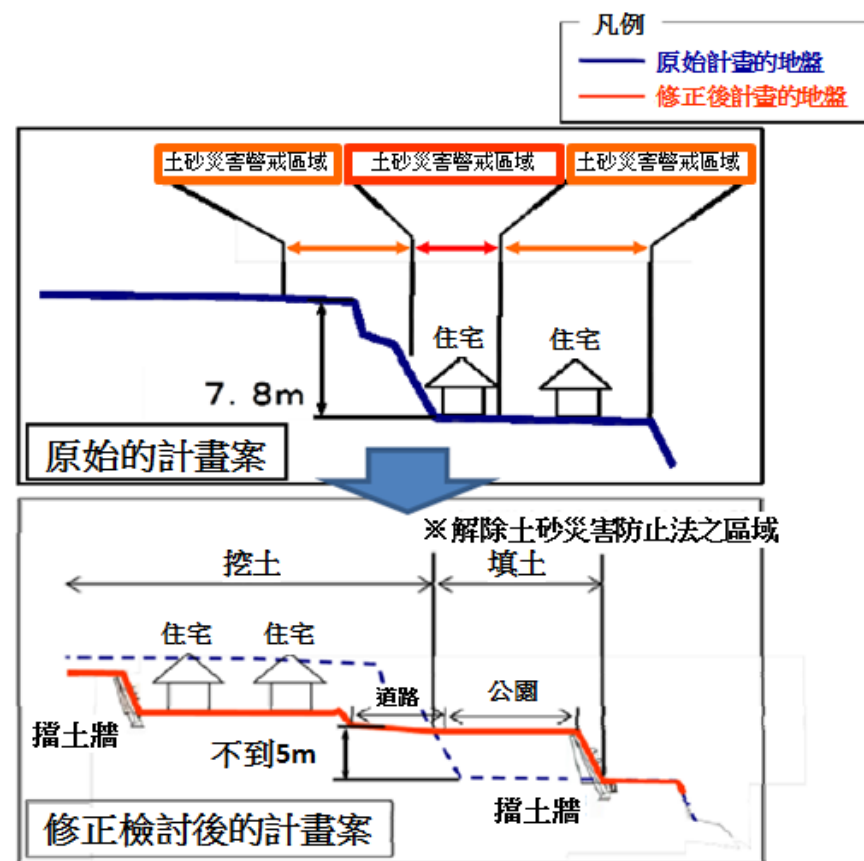 凡例
原始計畫的地盤
修正後計畫的地盤
土砂災害警戒區域
土砂災害警戒區域
土砂災害警戒區域
住宅
住宅
7. 8m
原始的計畫案
※解除土砂災害防止法之區域
挖土
填土
住宅
住宅
道路
公園
擋土牆
不到5m
擋土牆
修正檢討後的計畫案